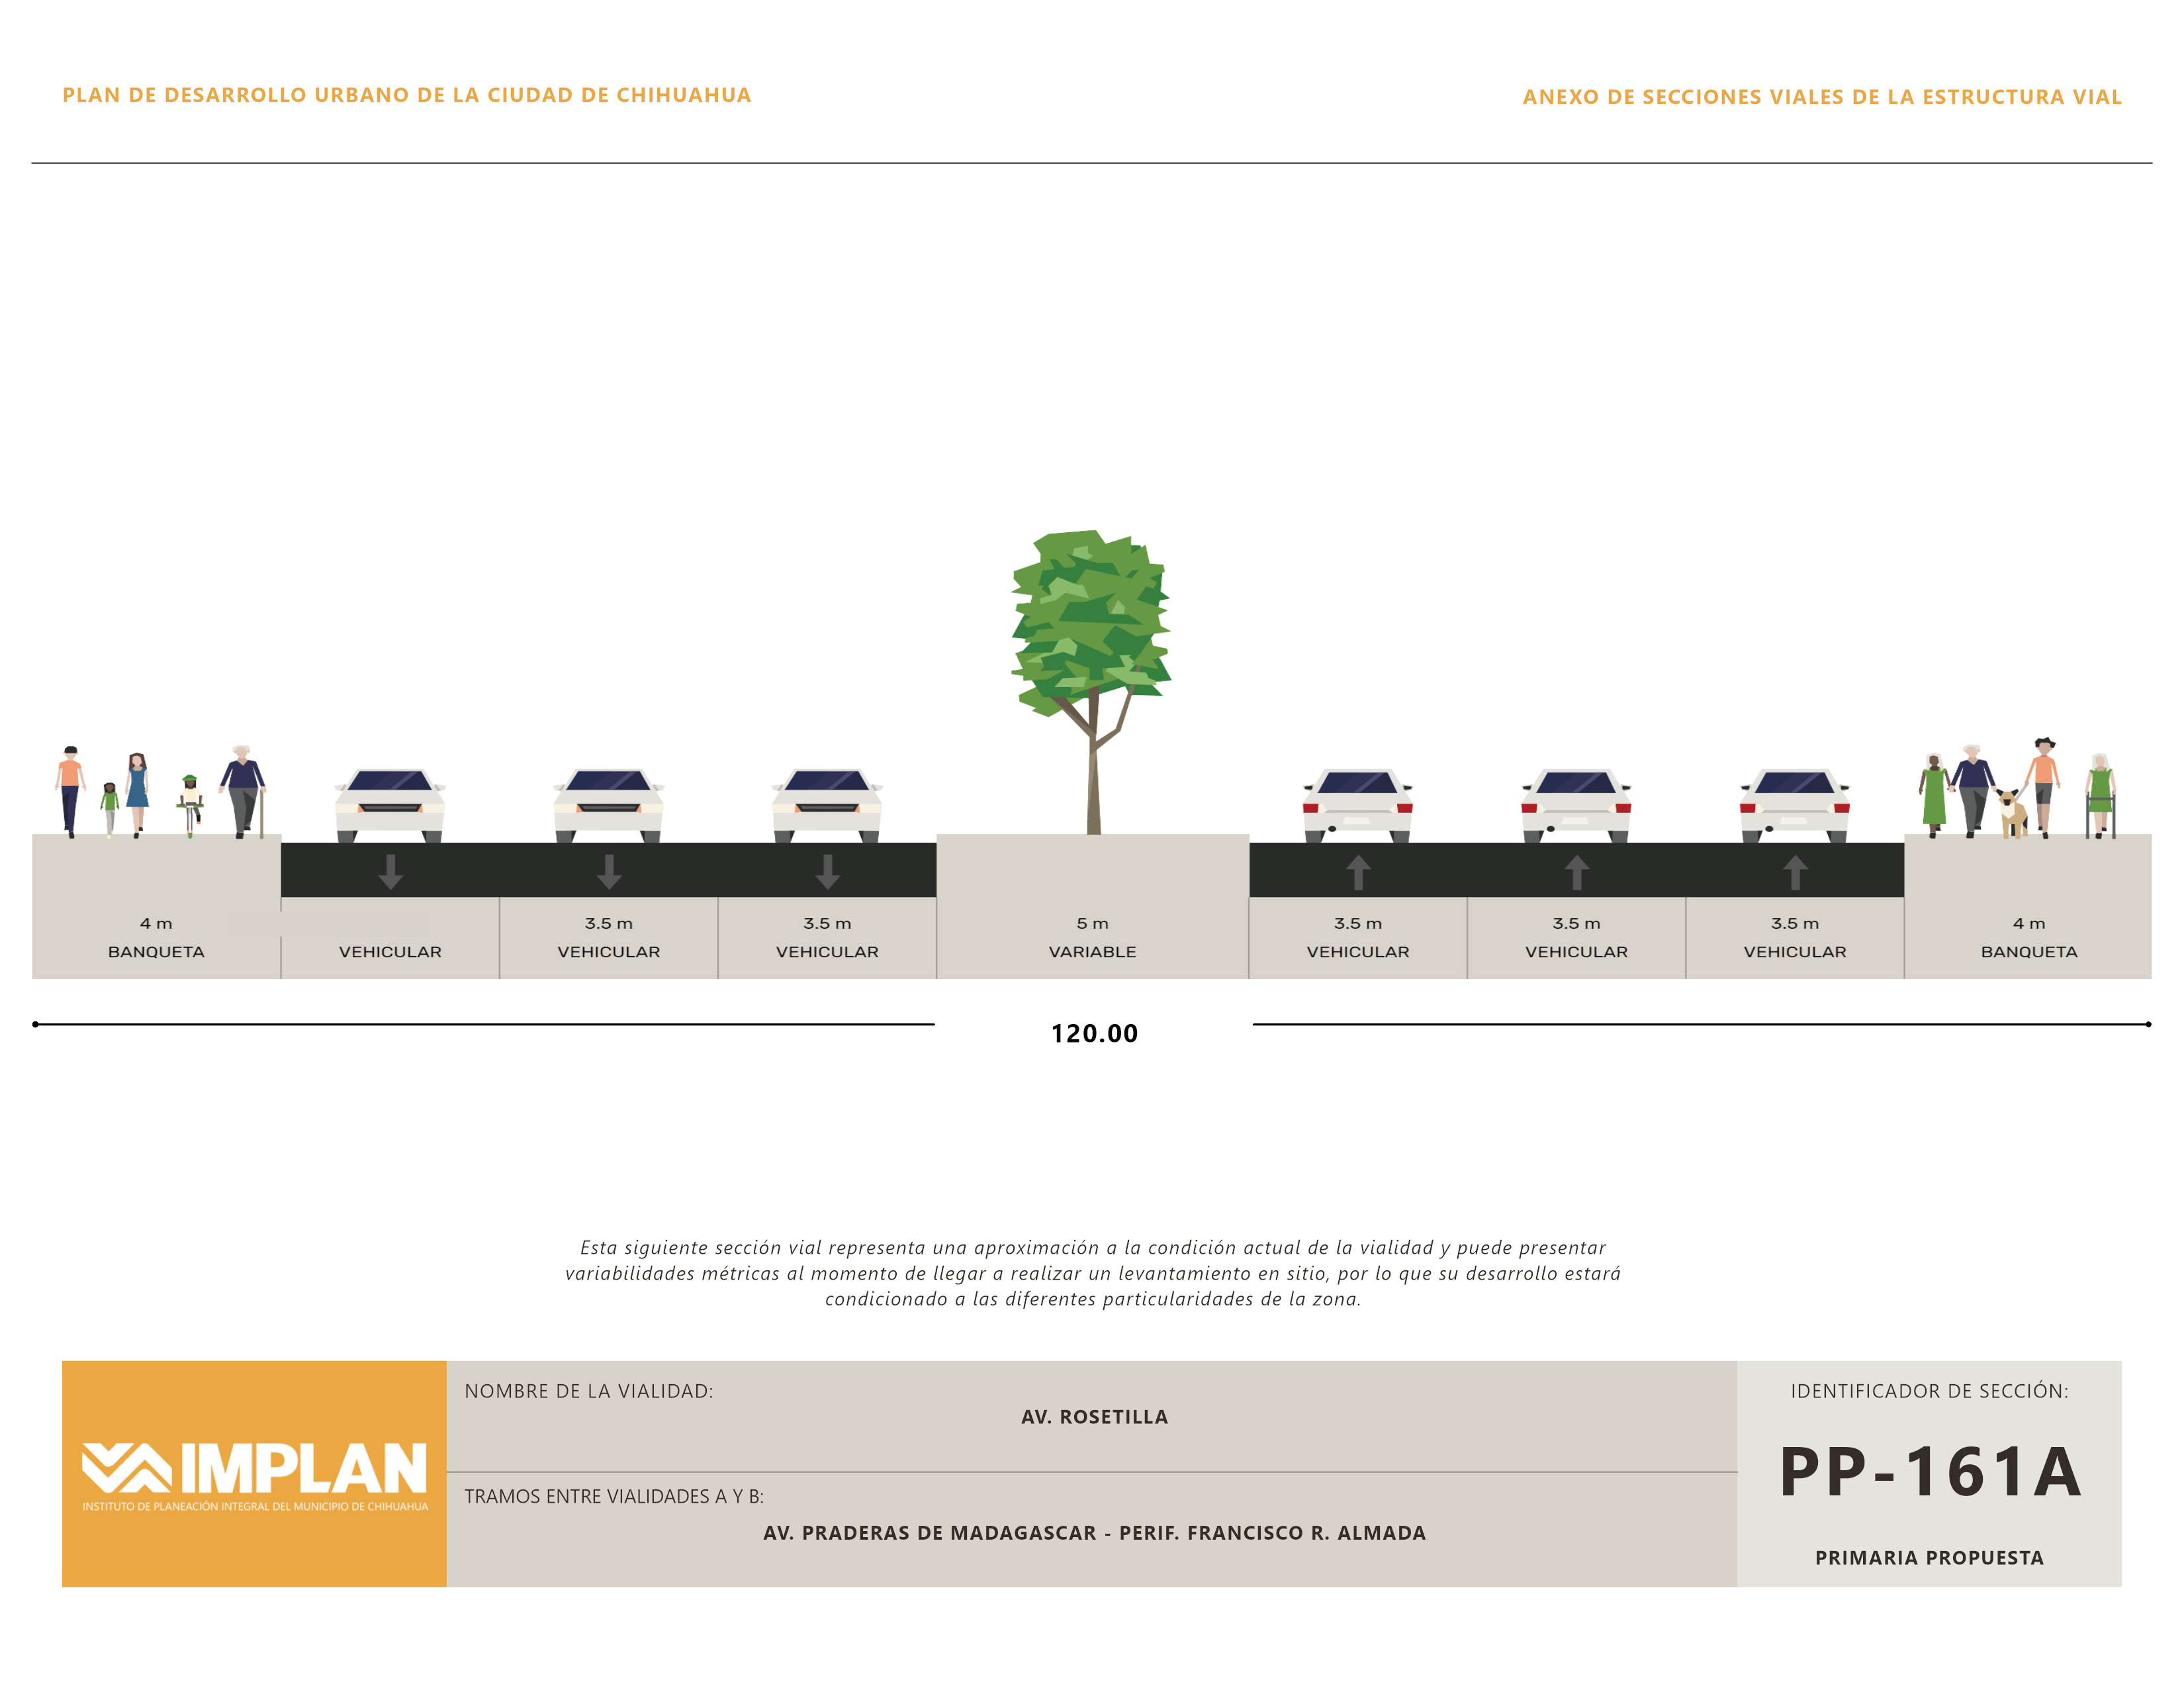 PLAN DE DESARROLLO URBANO DE LA CIUDAD DE CHIHUAHUA
ANEXO DE SECCIONES VIALES DE LA ESTRUCTURA VIAL
4 m
BANQUETA
VEHICULAR
3.5 m
VEHICULAR
3.5 m
VEHICULAR
5 m
VARIABLE
3.5 m
VEHICULAR
3.5 m
VEHICULAR
3.5 m
VEHICULAR
4 m
BANQUETA
120.00
Esta siguiente sección vial representa una aproximación a la condición actual de la vialidad y puede presentar
variabilidades métricas al momento de llegar a realizar un levantamiento en sitio, por lo que su desarrollo estará
condicionado a las diferentes particularidades de la zona.
IMPLAN
INSTITUTO DE PLANEACIÓN INTEGRAL DEL MUNICIPIO DE CHIHUAHUA
NOMBRE DE LA VIALIDAD:
AV. ROSETILLA
TRAMOS ENTRE VIALIDADES A Y B:
AV. PRADERAS DE MADAGASCAR - PERIF. FRANCISCO R. ALMADA
IDENTIFICADOR DE SECCIÓN:
PP-161A
PRIMARIA PROPUESTA